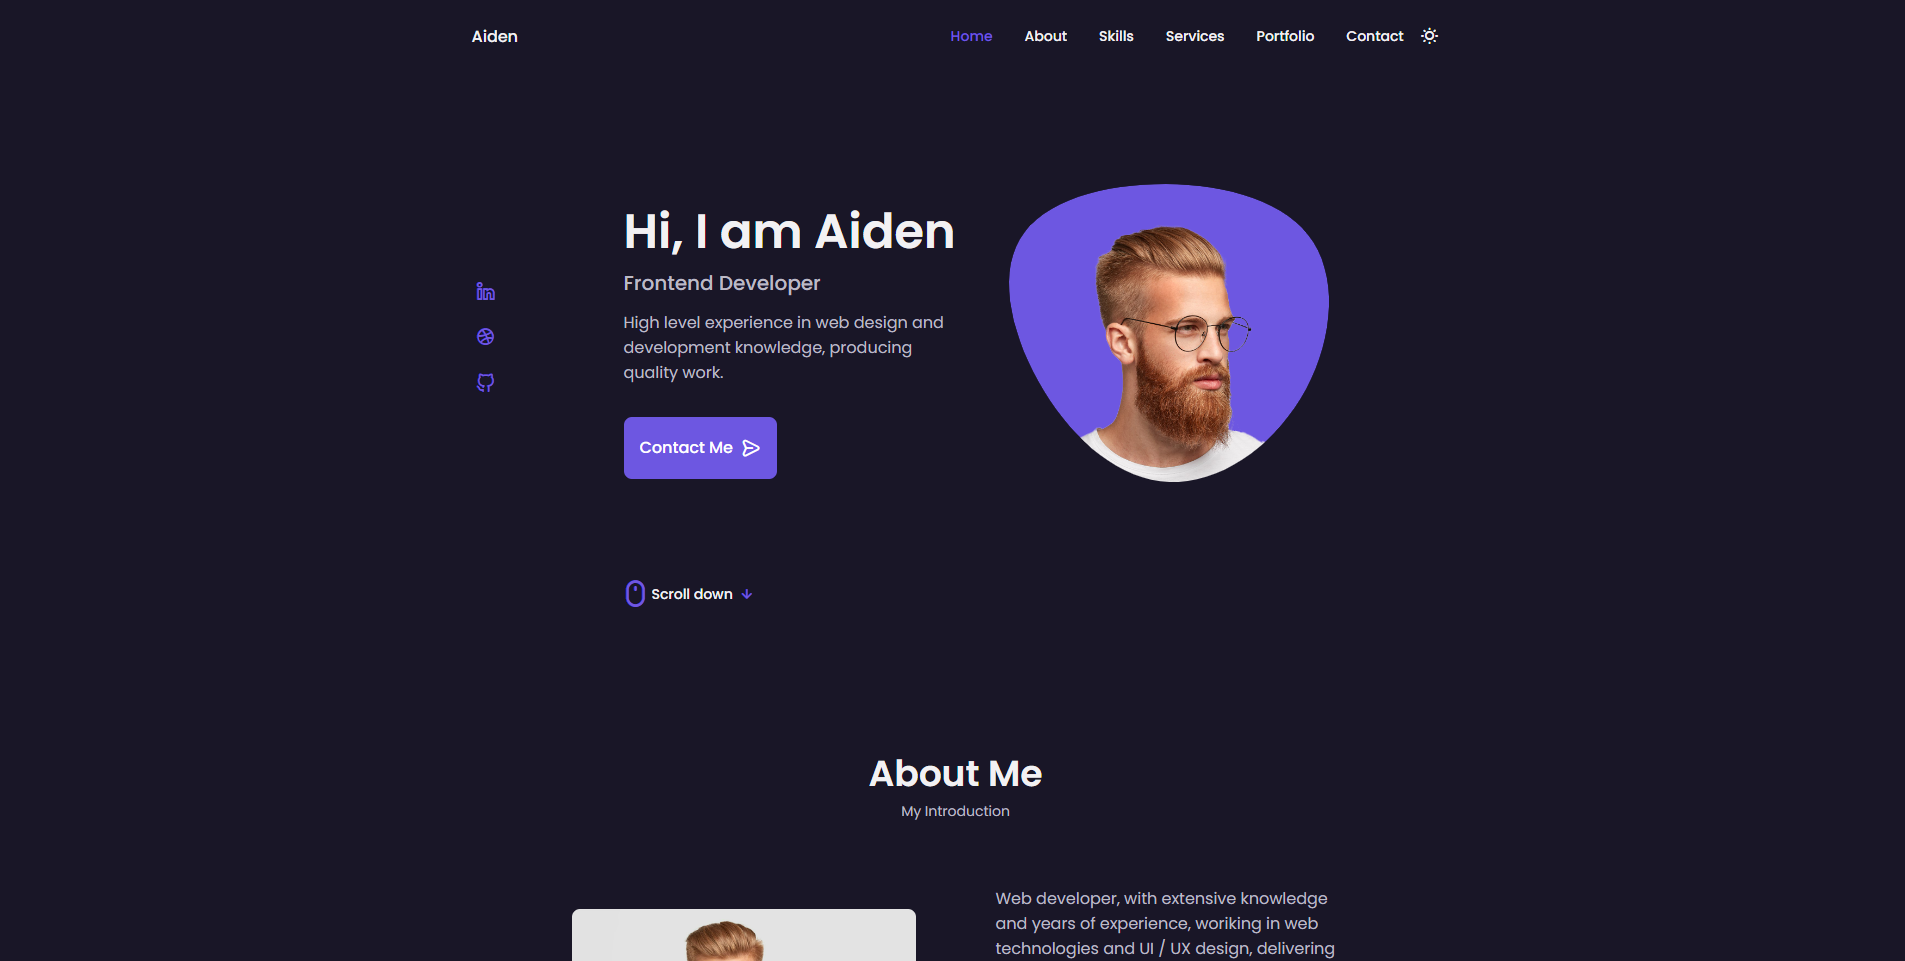 Aiden
Home About Skills Services Portfolio Contact
Hi, I am Aiden
Frontend Developer
High level experience in web design and
development knowledge, producing
quality work.
Contact Me
Scroll down
About Me
My Introduction
Web developer, with extensive knowledge
and years of experience, woriking in web
technologies and UI / UX design, delivering